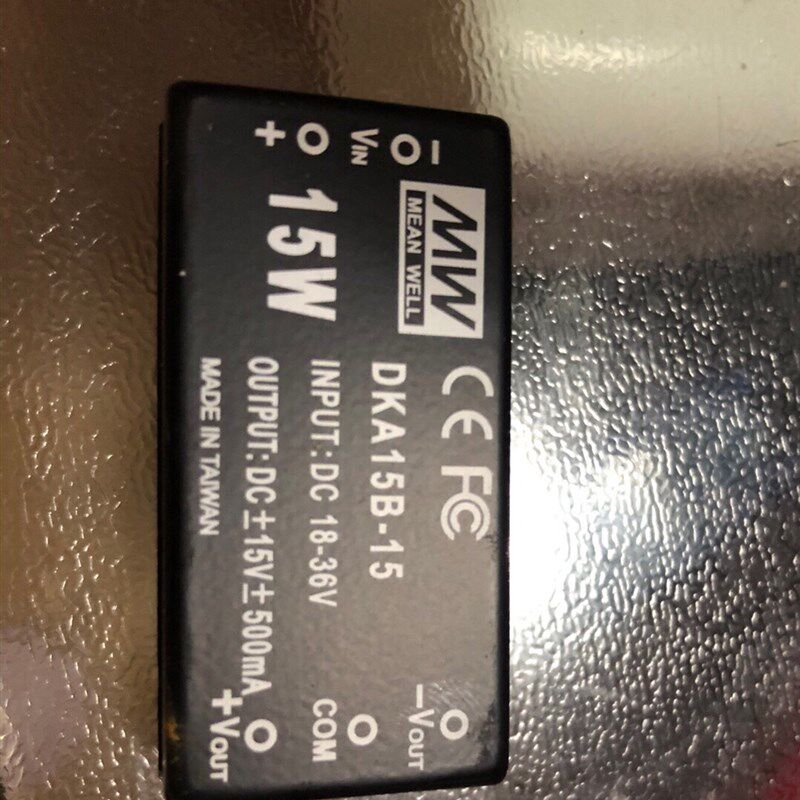 MW
MEAN WELL
CE FC
15W
DKA15B-15
INPUT:DC 18-36V
OUTPUT:DC±15V±500mA
MADE IN TAIWAN
-
VIN
+
-VOUT
COM
+VOUT